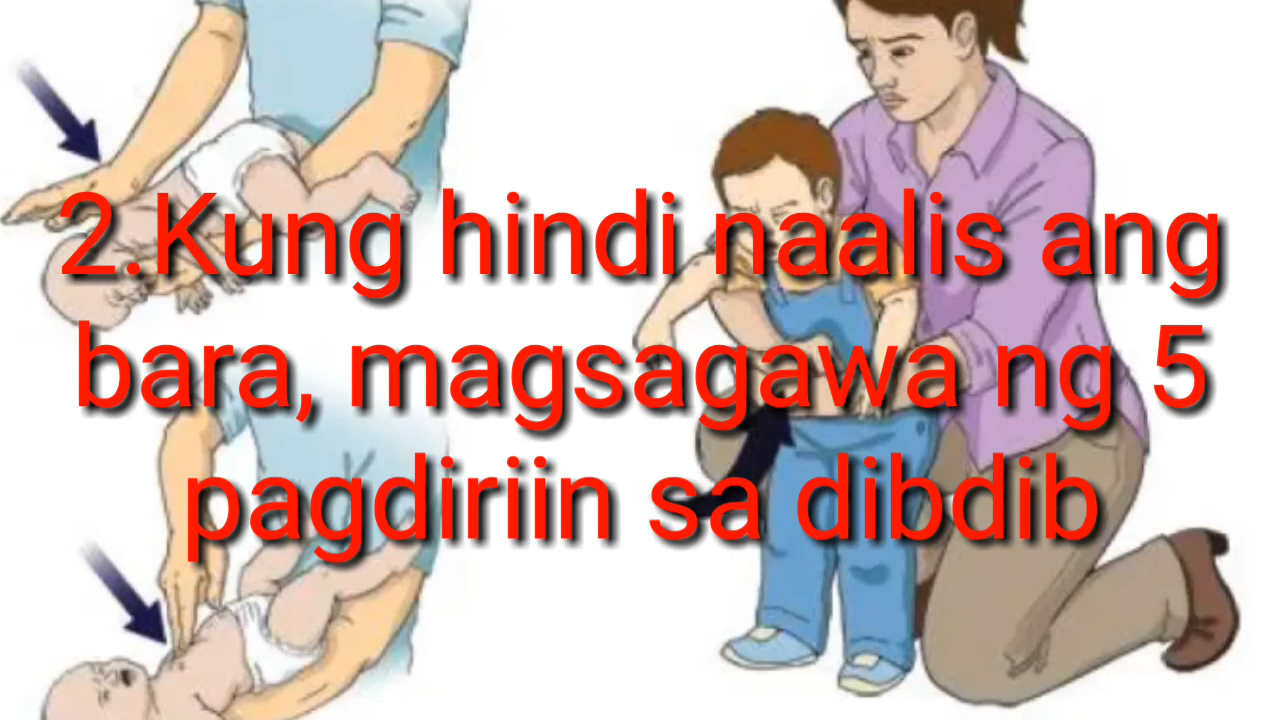 2.Kung hindi naalis ang
bara, magsagawa ng 5
pagdiriin sa dibdib